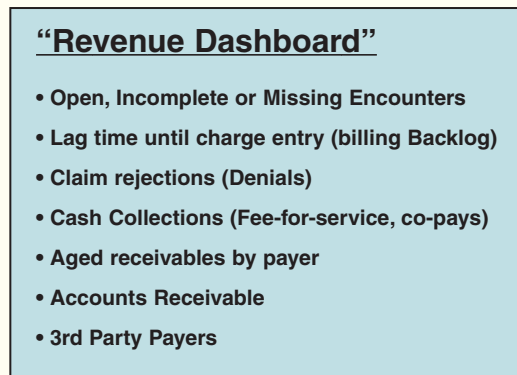 “Revenue Dashboard”
• Open, Incomplete or Missing Encounters
• Lag time until charge entry (billing Backlog)
• Claim rejections (Denials)
• Cash Collections (Fee-for-service, co-pays)
• Aged receivables by payer
• Accounts Receivable
• 3rd Party Payers